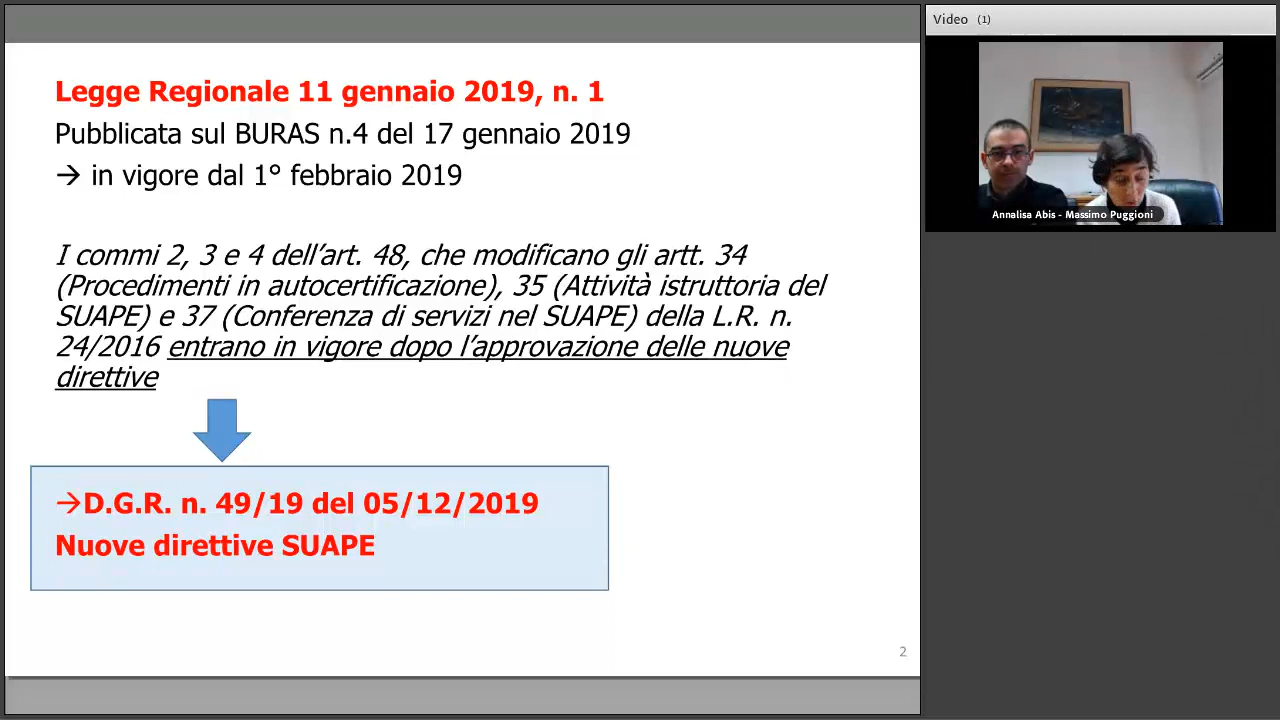 Legge Regionale 11 gennaio 2019, n. 1
Pubblicata sul BURAS n.4 del 17 gennaio 2019
→ in vigore dal 1° febbraio 2019
I commi 2, 3 e 4 dell’art. 48, che modificano gli artt. 34
(Procedimenti in autocertificazione), 35 (Attività istruttoria del
SUAPE) e 37 (Conferenza di servizi nel SUAPE) della L.R. n.
24/2016 entrano in vigore dopo l’approvazione delle nuove
direttive
→D.G.R. n. 49/19 del 05/12/2019
Nuove direttive SUAPE
2
Video (1)
Annalisa Abis - Massimo Puggioni